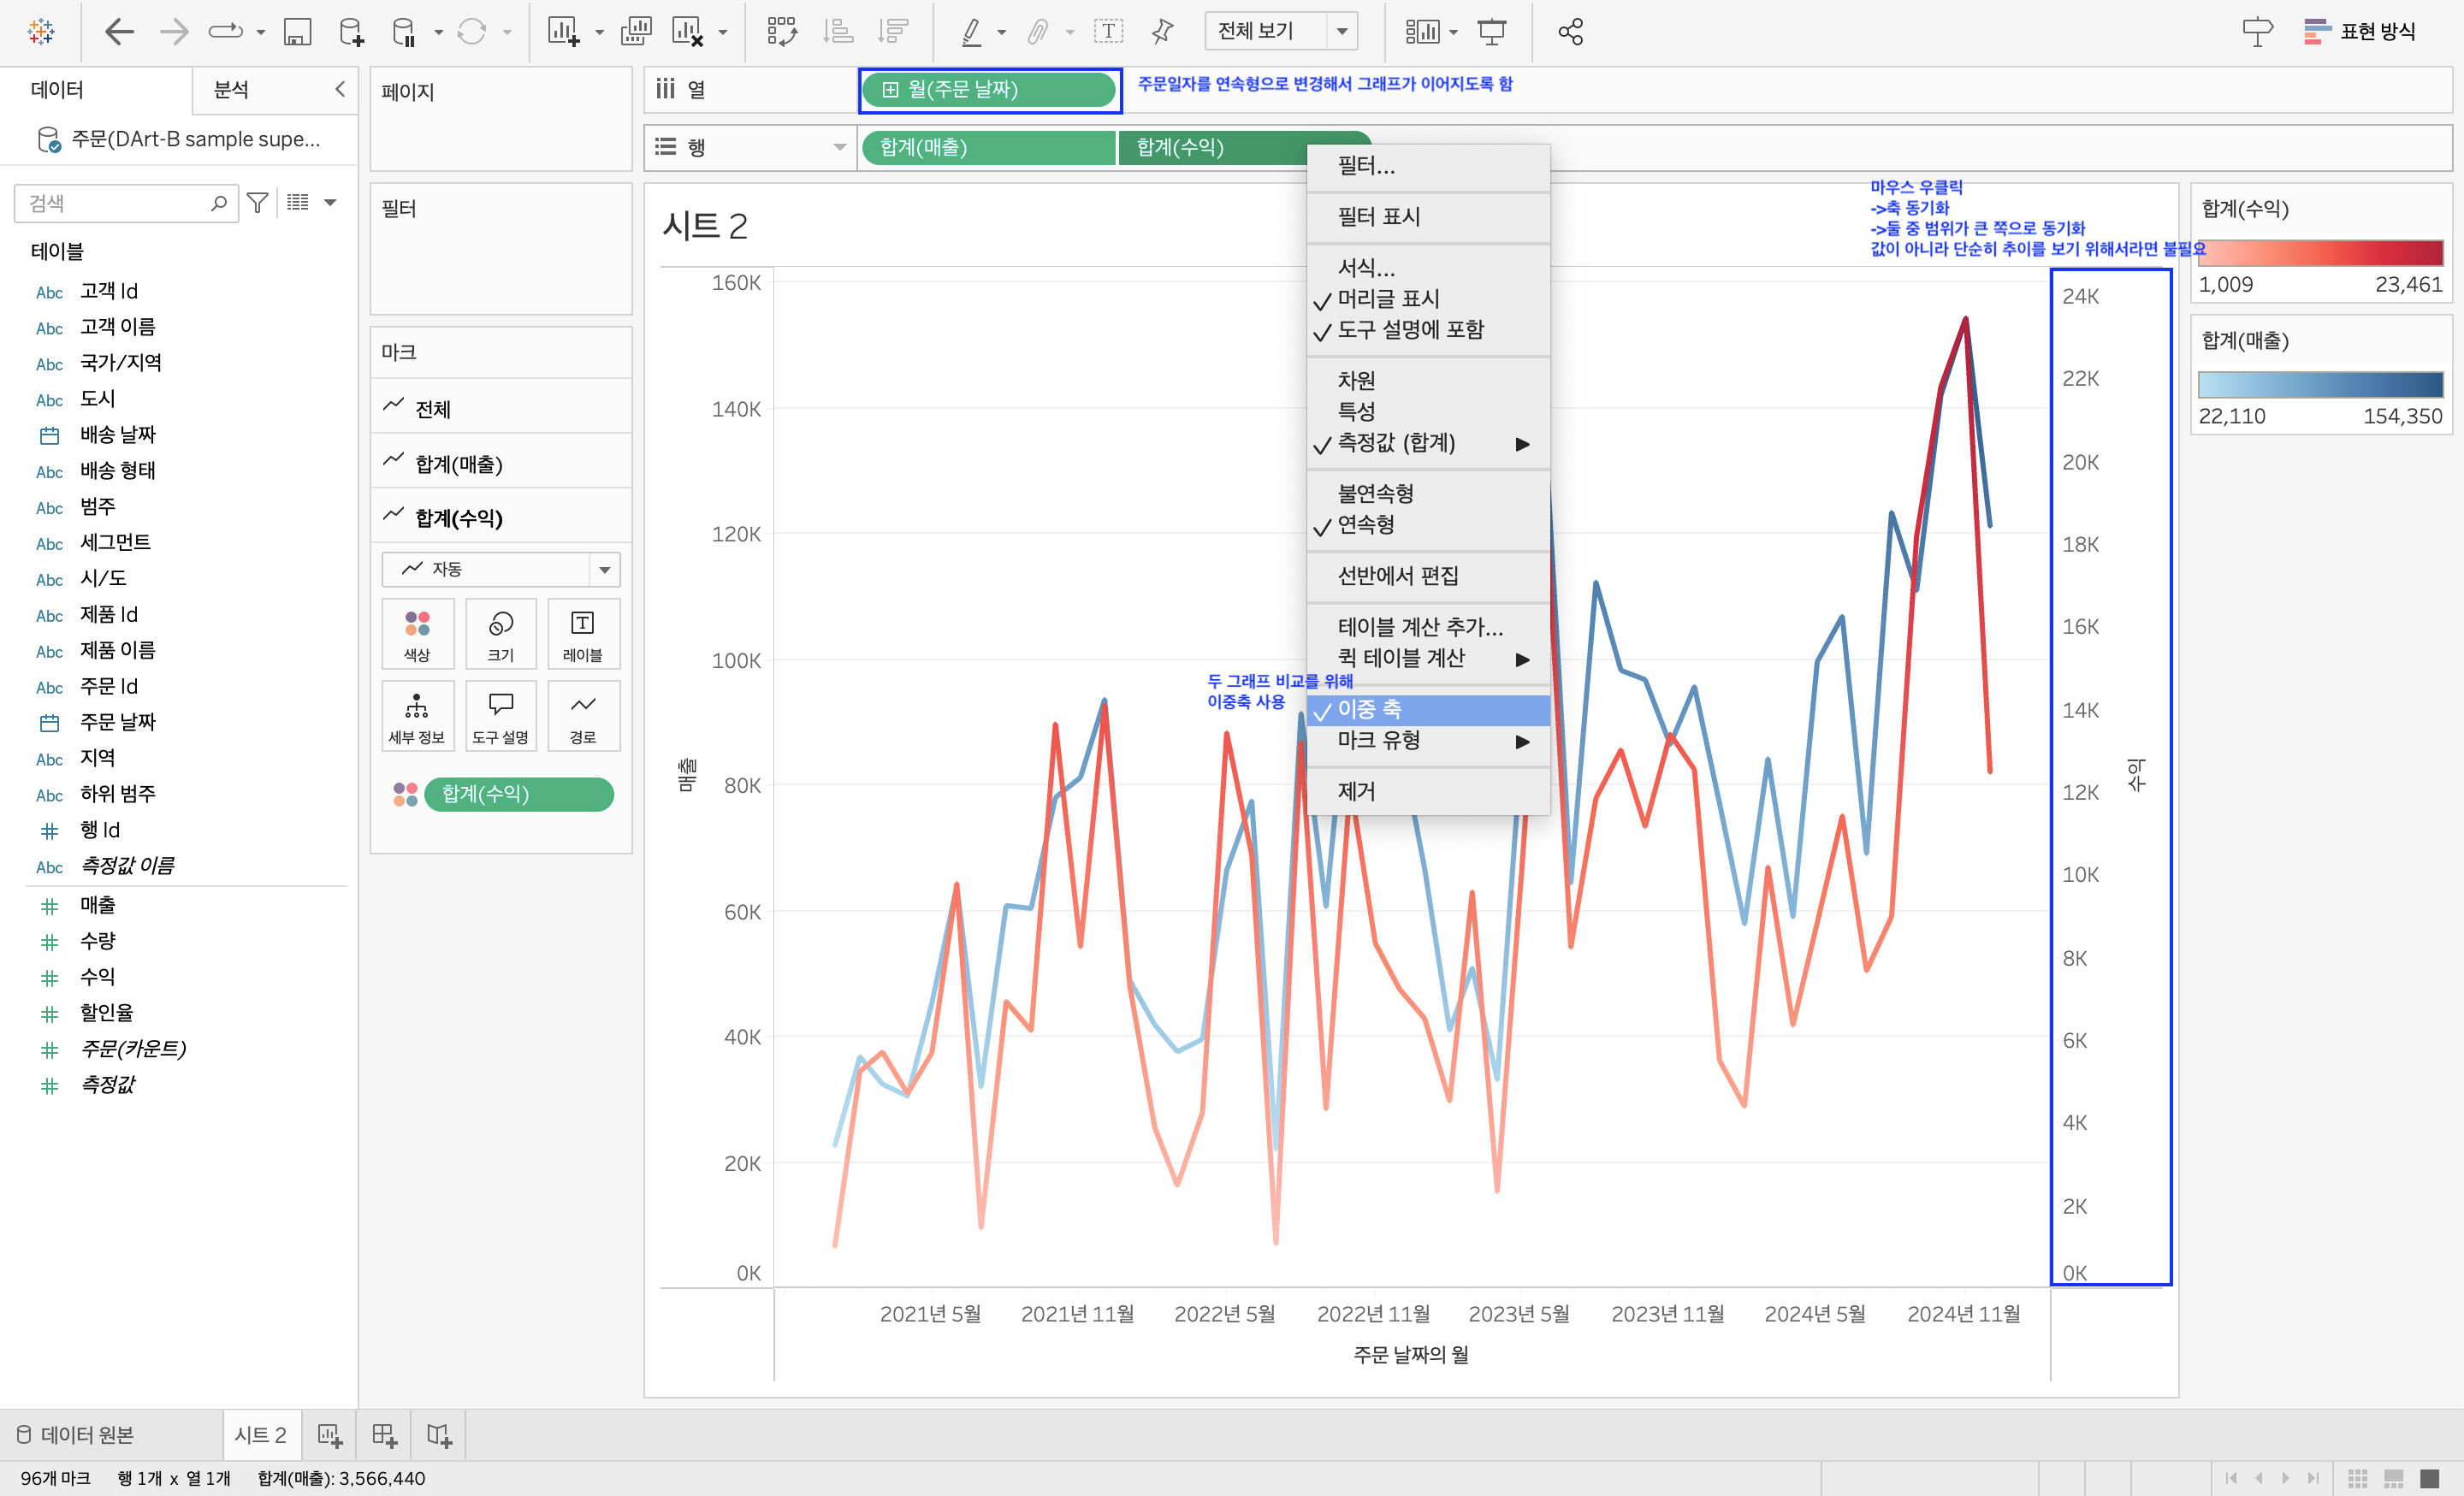 전체 보기
표현 방식
데이터
분석
주문(DArt-B sample supe...
검색
테이블
Abc 고객 Id
Abc 고객 이름
Abc 국가/지역
Abc 도시
배송 날짜
Abc 배송 형태
Abc 범주
Abc 세그먼트
Abc 시/도
Abc 제품 Id
Abc 제품 이름
Abc 주문 Id
주문 날짜
Abc 지역
Abc 하위 범주
행 Id
Abc 측정값 이름
매출
수량
수익
할인율
주문(카운트)
측정값
페이지
필터
마크
전체
합계(매출)
합계(수익)
자동
색상
크기
레이블
세부 정보
도구 설명
경로
합계(수익)
열
월(주문 날짜)
주문일자를 연속형으로 변경해서 그래프가 이어지도록 함
행
합계(매출)
합계(수익)
시트 2
필터...
필터 표시
서식...
머리글 표시
도구 설명에 포함
차원
특성
측정값 (합계)
불연속형
연속형
선반에서 편집
테이블 계산 추가...
퀵 테이블 계산
이중 축
마크 유형
제거
두 그래프 비교를 위해
이중축 사용
마우스 우클릭
->축 동기화
->둘 중 범위가 큰 쪽으로 동기화
값이 아니라 단순히 추이를 보기 위해서라면 불필요
160K
140K
120K
100K
80K
60K
40K
20K
0K
매출
24K
22K
20K
18K
16K
14K
12K
10K
8K
6K
4K
2K
0K
수익
2021년 5월
2021년 11월
2022년 5월
2022년 11월
2023년 5월
2023년 11월
2024년 5월
2024년 11월
주문 날짜의 월
합계(수익)
1,009
23,461
합계(매출)
22,110
154,350
데이터 원본
시트 2
96개 마크
행 1개 x 열 1개
합계(매출): 3,566,440